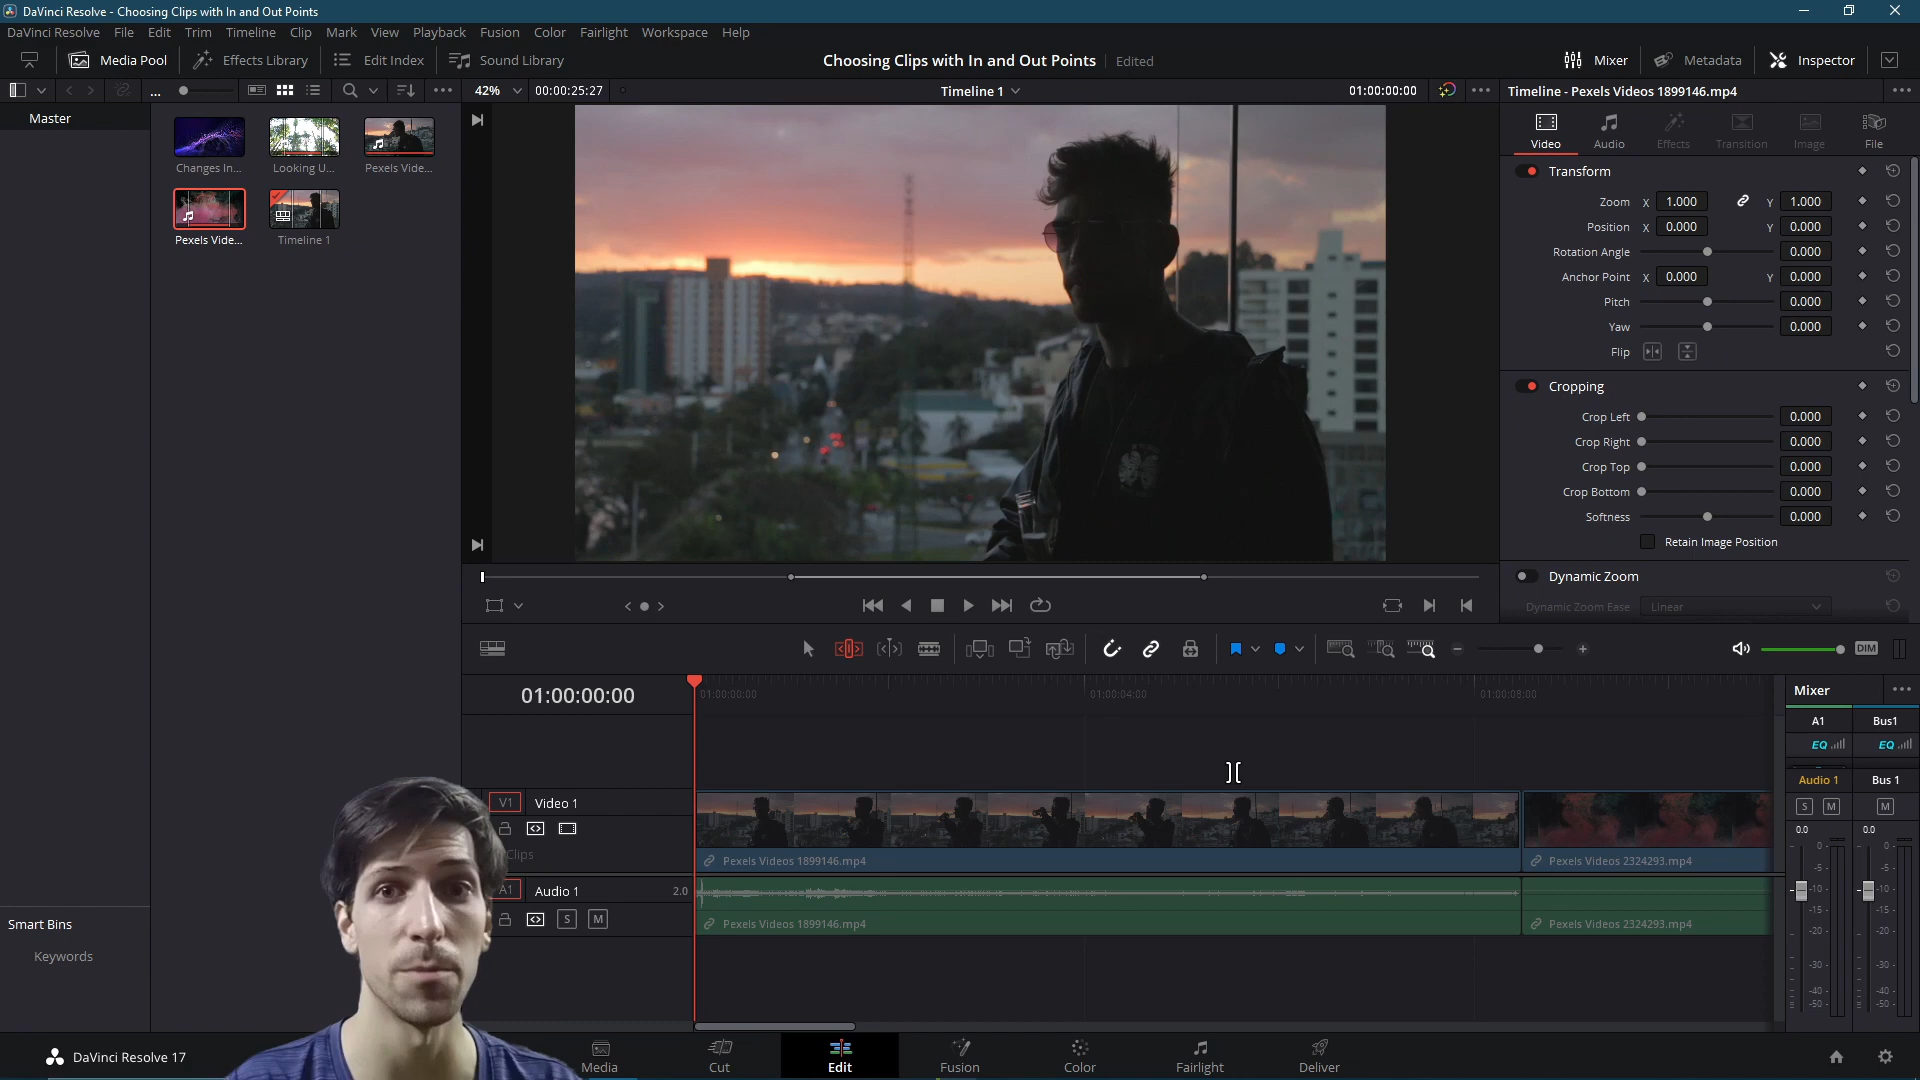 DaVinci Resolve - Choosing Clips with In and Out Points
DaVinci Resolve File Edit Trim Timeline Clip Mark View Playback Fusion Color Fairlight Workspace Help
Media Pool Effects Library Edit Index Sound Library Choosing Clips with In and Out Points Edited Mixer Metadata Inspector
... 42% 00:00:25:27 Timeline 1 01:00:00:00 Timeline - Pexels Videos 1899146.mp4
Master
Changes In... Looking U... Pexels Vide...
Pexels Vide... Timeline 1
Video Audio Effects Transition Image File
Transform
Zoom X 1.000 Y 1.000
Position X 0.000 Y 0.000
Rotation Angle 0.000
Anchor Point X 0.000 Y 0.000
Pitch 0.000
Yaw 0.000
Flip
Cropping
Crop Left 0.000
Crop Right 0.000
Crop Top 0.000
Crop Bottom 0.000
Softness 0.000
Retain Image Position
Dynamic Zoom
Dynamic Zoom Ease Linear
DIM
01:00:00:00 01:00:00:00 01:00:04:00 01:00:08:00
V1 Video 1
Clips
Pexels Videos 1899146.mp4 Pexels Videos 2324293.mp4
A1 Audio 1 2.0
S M
Pexels Videos 1899146.mp4 Pexels Videos 2324293.mp4
Mixer
A1 Bus1
EQ EQ
Audio 1 Bus 1
S M M
0.0 0.0
0 0
-5 -5
-10 -10
-15 -15
-20 -20
-30 -30
-40 -40
-50 -50
Smart Bins
Keywords
DaVinci Resolve 17
Media Cut Edit Fusion Color Fairlight Deliver